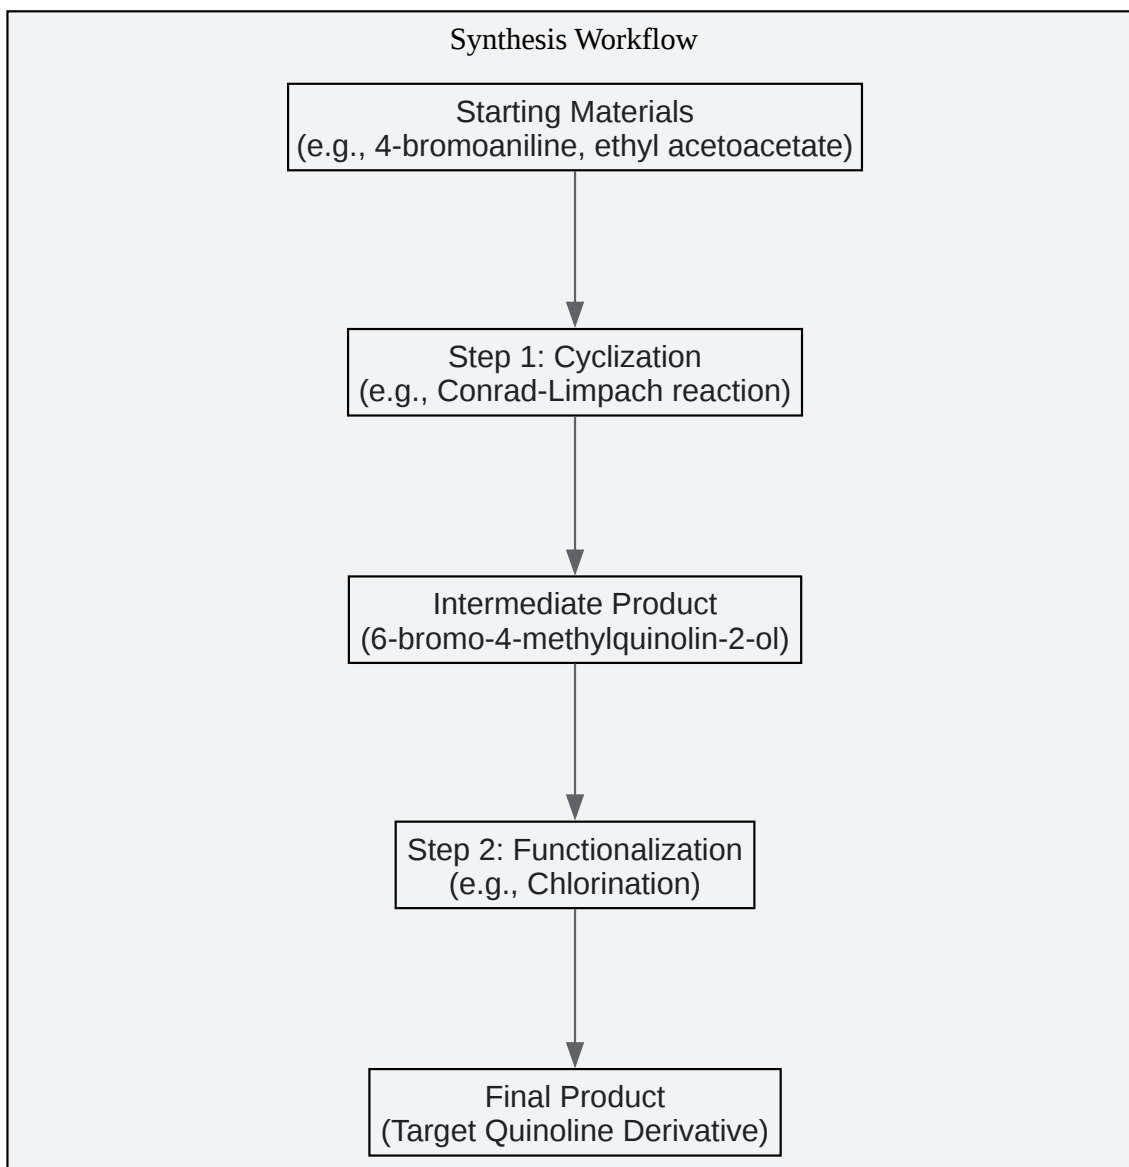 Synthesis Workflow
Starting Materials
(e.g., 4-bromoaniline, ethyl acetoacetate)
Step 1: Cyclization
(e.g., Conrad-Limpach reaction)
Intermediate Product
(6-bromo-4-methylquinolin-2-ol)
Step 2: Functionalization
(e.g., Chlorination)
Final Product
(Target Quinoline Derivative)